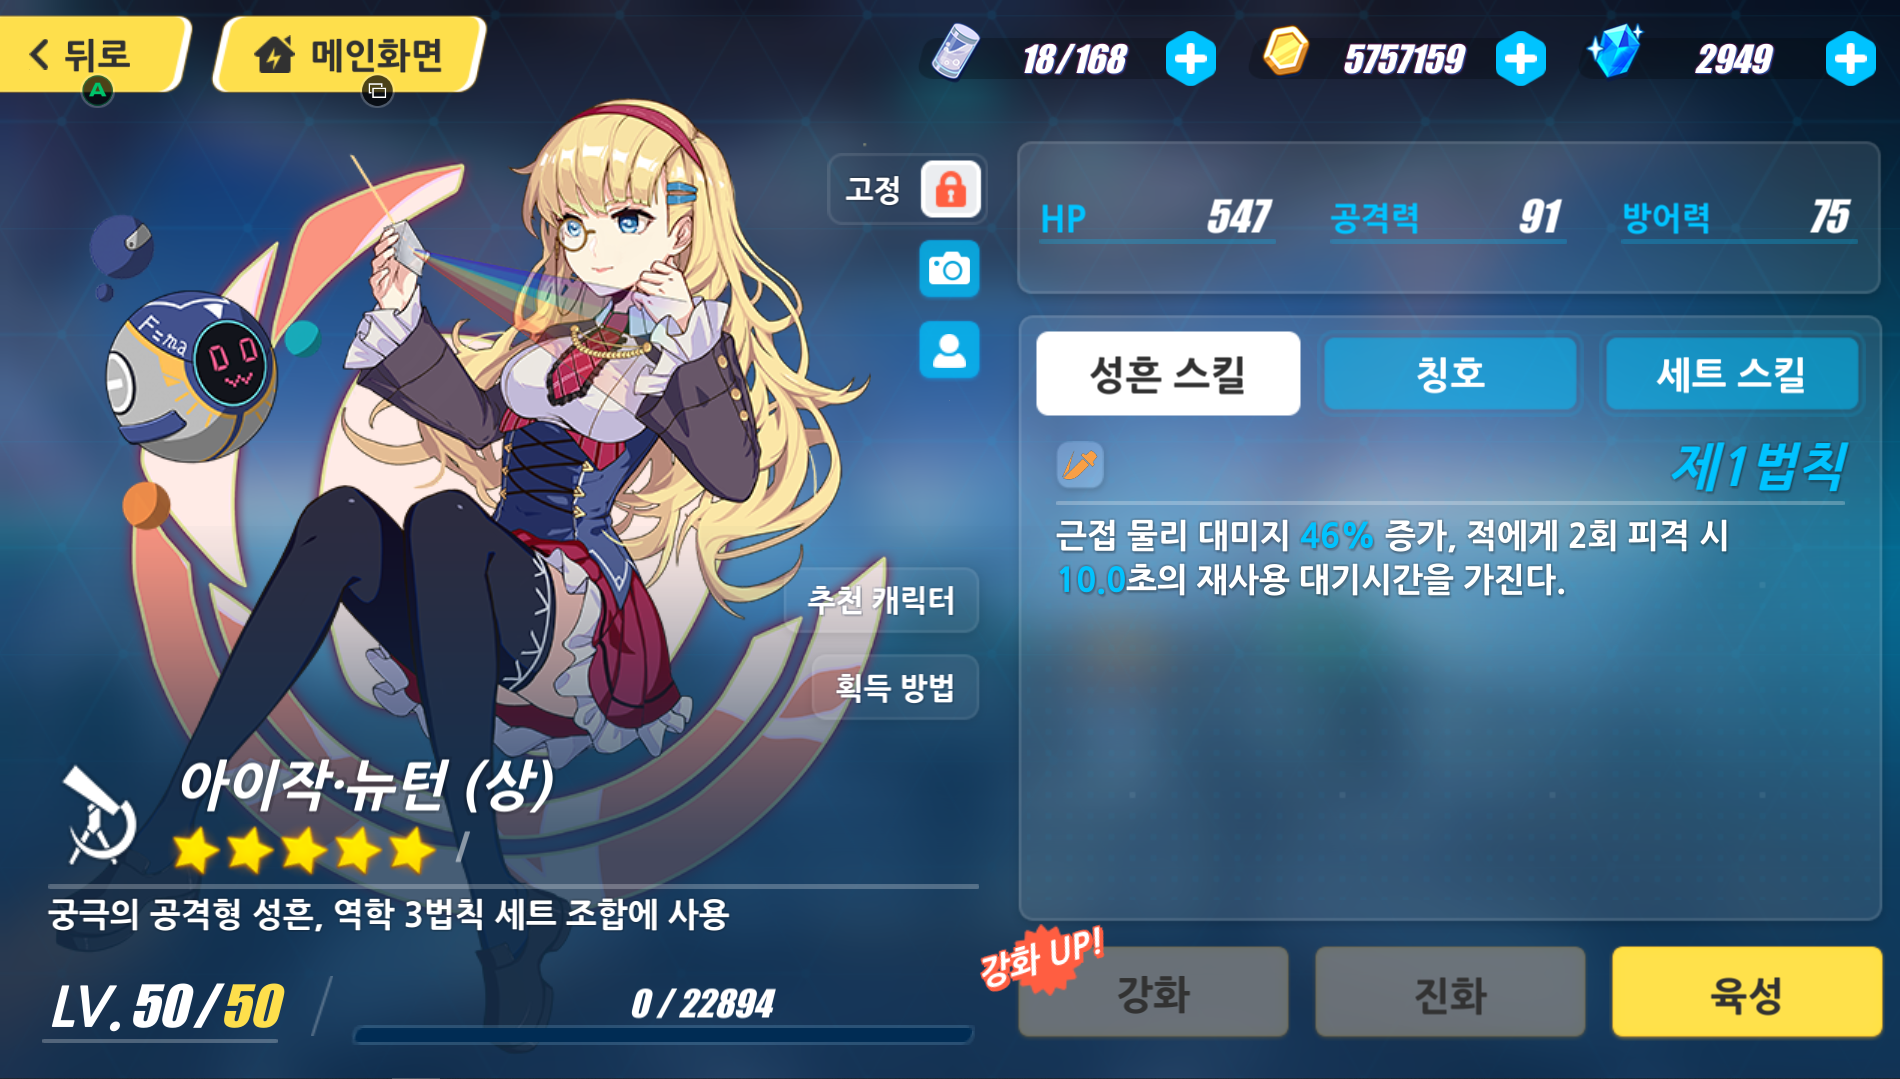 뒤로
메인화면
18/168
5757159
2949
A
고정
HP 547
공격력 91
방어력 75
성흔 스킬
칭호
세트 스킬
제1법칙
근접 물리 대미지 46% 증가, 적에게 2회 피격 시
10.0초의 재사용 대기시간을 가진다.
F=ma
추천 캐릭터
획득 방법
아이작·뉴턴 (상)
궁극의 공격형 성흔, 역학 3법칙 세트 조합에 사용
LV. 50/50
0 / 22894
강화 UP!
강화
진화
육성